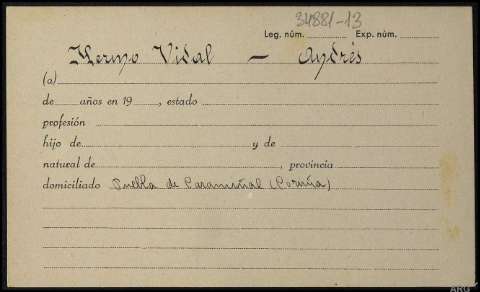 34881-13
Leg. núm. Exp. núm.
Hermo Vidal — Andrés
(a)
de años en 19 , estado
profesión
hijo de y de
natural de , provincia
domiciliado Puebla de Caramiñal (Coruña)
ARG